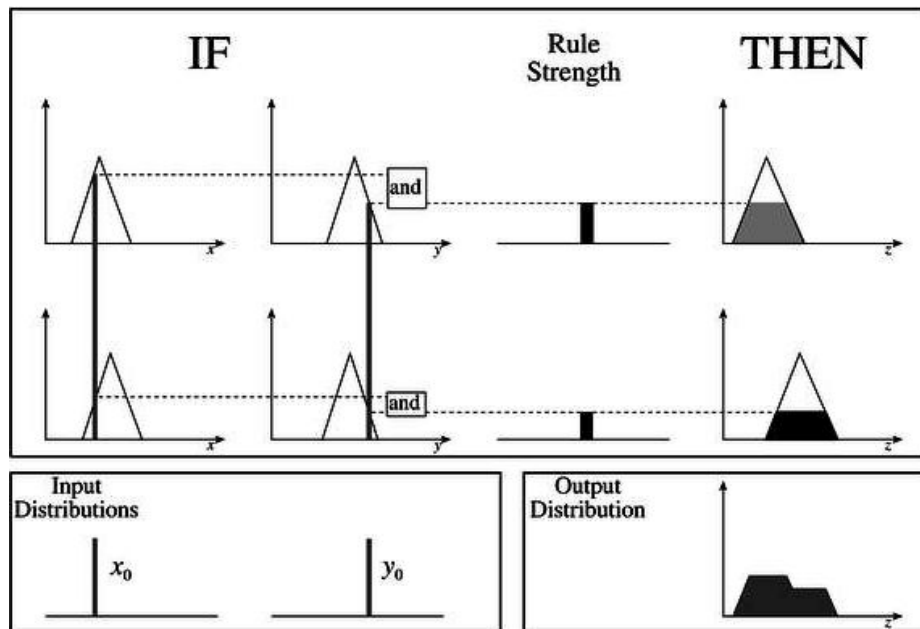 IF
Rule
Strength
THEN
and
x
y
z
and
x
y
z
Input
Distributions
x0
y0
Output
Distribution
z